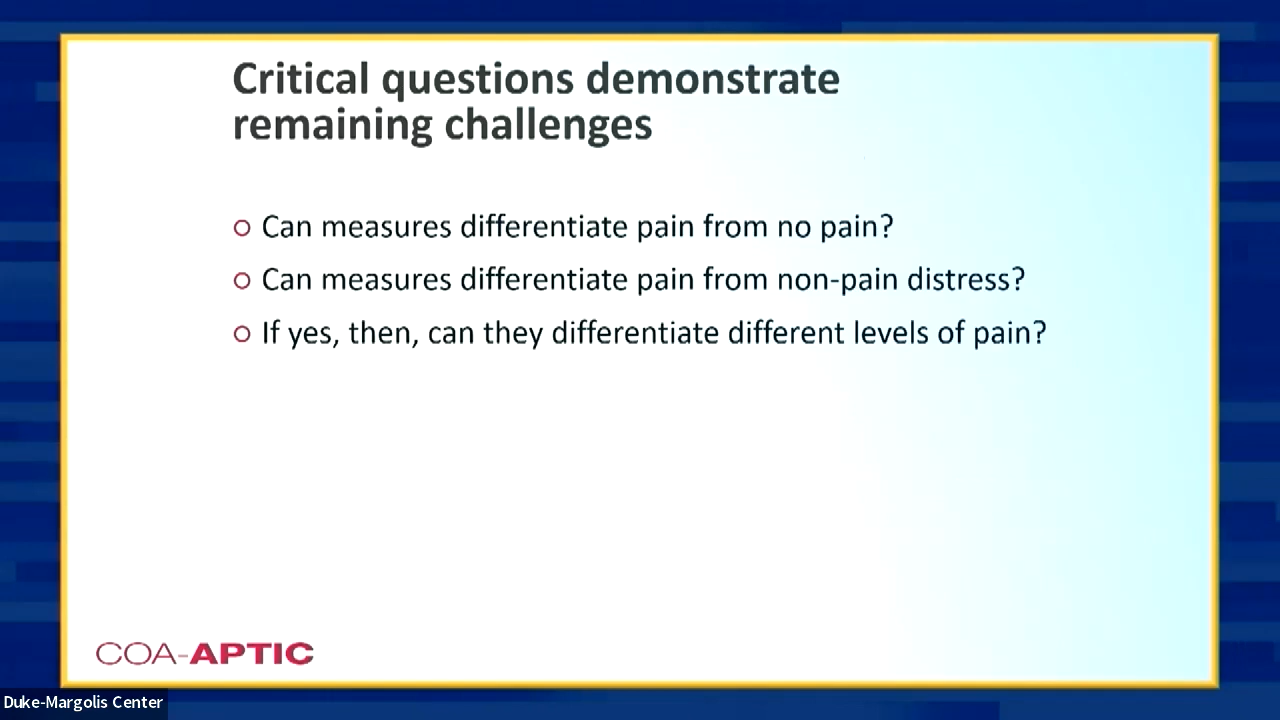 Critical questions demonstrate
remaining challenges
Can measures differentiate pain from no pain?
Can measures differentiate pain from non-pain distress?
If yes, then, can they differentiate different levels of pain?
COA-APTIC
Duke-Margolis Center